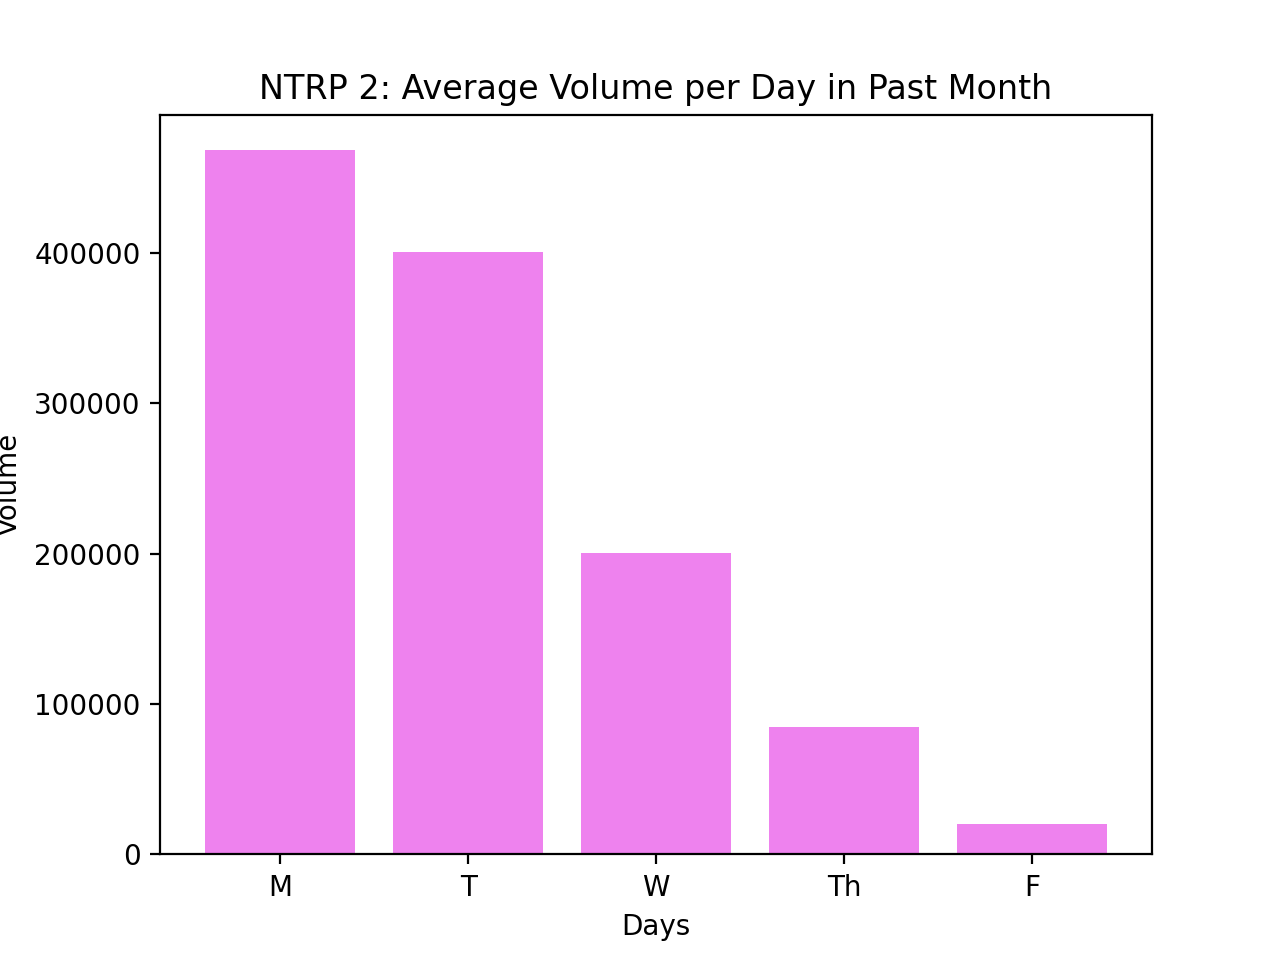 NTRP 2: Average Volume per Day in Past Month
Volume
400000
300000
200000
100000
0
M T W Th F
Days